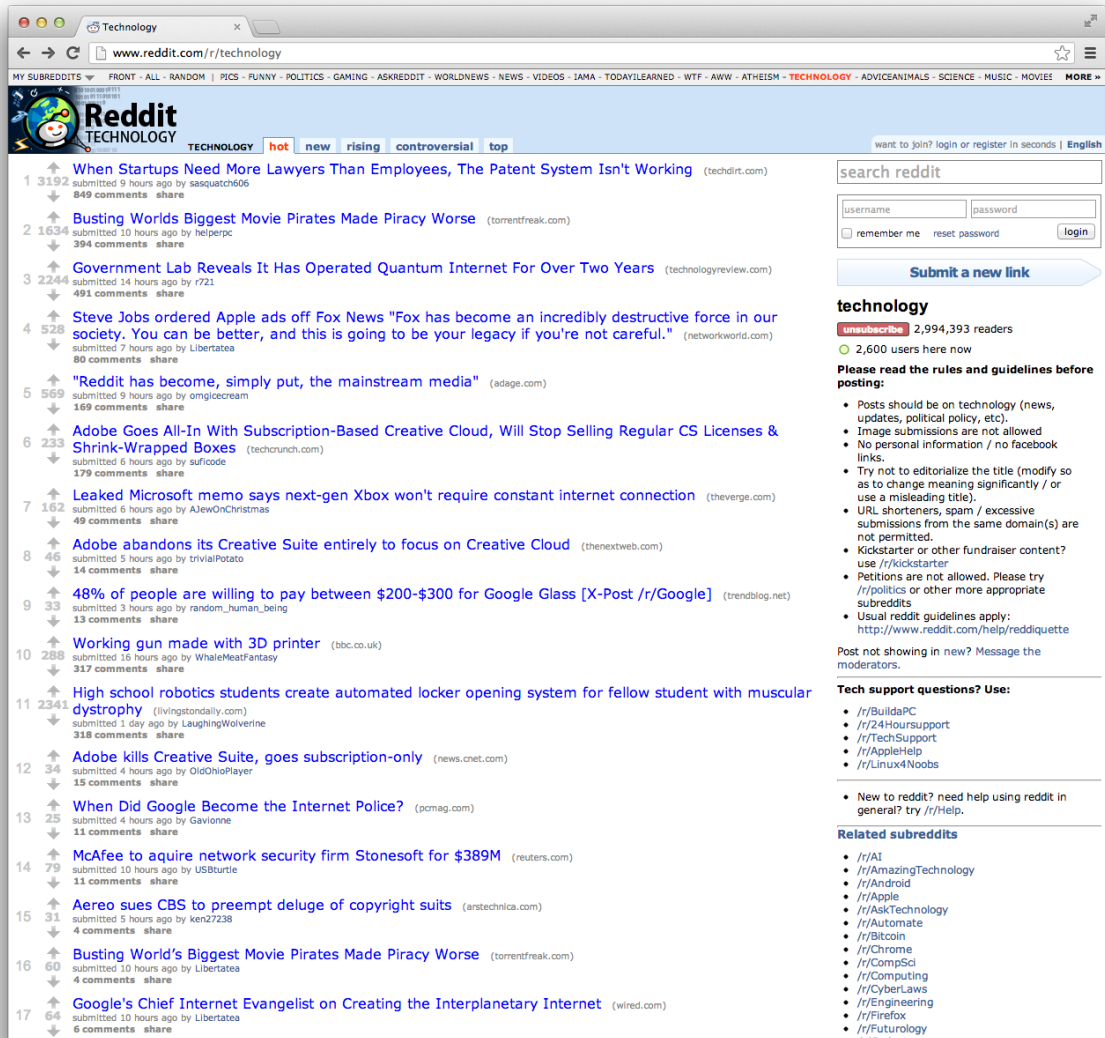 Technology
www.reddit.com/r/technology
MY SUBREDDITS FRONT - ALL - RANDOM | PICS - FUNNY - POLITICS - GAMING - ASKREDDIT - WORLDNEWS - NEWS - VIDEOS - IAMA - TODAYILEARNED - WTF - AWW - ATHEISM - TECHNOLOGY - ADVICEANIMALS - SCIENCE - MUSIC - MOVIES MORE »
Reddit
TECHNOLOGY
TECHNOLOGY hot new rising controversial top
want to join? login or register in seconds | English
When Startups Need More Lawyers Than Employees, The Patent System Isn't Working (techdirt.com)
1 3192 submitted 9 hours ago by sasquatch606
849 comments share
Busting Worlds Biggest Movie Pirates Made Piracy Worse (torrentfreak.com)
2 1634 submitted 10 hours ago by helperpc
394 comments share
Government Lab Reveals It Has Operated Quantum Internet For Over Two Years (technologyreview.com)
3 2244 submitted 14 hours ago by r721
491 comments share
Steve Jobs ordered Apple ads off Fox News "Fox has become an incredibly destructive force in our
4 528 society. You can be better, and this is going to be your legacy if you're not careful." (networkworld.com)
submitted 7 hours ago by Libertatea
80 comments share
"Reddit has become, simply put, the mainstream media" (adage.com)
5 569 submitted 9 hours ago by omgicecream
169 comments share
Adobe Goes All-In With Subscription-Based Creative Cloud, Will Stop Selling Regular CS Licenses &
6 233 Shrink-Wrapped Boxes (techcrunch.com)
submitted 6 hours ago by suficode
179 comments share
Leaked Microsoft memo says next-gen Xbox won't require constant internet connection (theverge.com)
7 162 submitted 6 hours ago by AJewOnChristmas
49 comments share
Adobe abandons its Creative Suite entirely to focus on Creative Cloud (thenextweb.com)
8 46 submitted 5 hours ago by trivialPotato
14 comments share
48% of people are willing to pay between $200-$300 for Google Glass [X-Post /r/Google] (trendblog.net)
9 33 submitted 3 hours ago by random_human_being
13 comments share
Working gun made with 3D printer (bbc.co.uk)
10 288 submitted 16 hours ago by WhaleMeatFantasy
317 comments share
High school robotics students create automated locker opening system for fellow student with muscular
11 2341 dystrophy (livingstondaily.com)
submitted 1 day ago by LaughingWolverine
318 comments share
Adobe kills Creative Suite, goes subscription-only (news.cnet.com)
12 34 submitted 4 hours ago by OldOhioPlayer
15 comments share
When Did Google Become the Internet Police? (pcmag.com)
13 25 submitted 4 hours ago by Gavionne
11 comments share
McAfee to aquire network security firm Stonesoft for $389M (reuters.com)
14 79 submitted 10 hours ago by USBturtle
11 comments share
Aereo sues CBS to preempt deluge of copyright suits (arstechnica.com)
15 31 submitted 5 hours ago by ken27238
4 comments share
Busting World’s Biggest Movie Pirates Made Piracy Worse (torrentfreak.com)
16 60 submitted 10 hours ago by Libertatea
4 comments share
Google's Chief Internet Evangelist on Creating the Interplanetary Internet (wired.com)
17 64 submitted 10 hours ago by Libertatea
6 comments share
search reddit
username password
remember me reset password login
Submit a new link
technology
unsubscribe 2,994,393 readers
2,600 users here now
Please read the rules and guidelines before
posting:
• Posts should be on technology (news,
updates, political policy, etc).
• Image submissions are not allowed
• No personal information / no facebook
links.
• Try not to editorialize the title (modify so
as to change meaning significantly / or
use a misleading title).
• URL shorteners, spam / excessive
submissions from the same domain(s) are
not permitted.
• Kickstarter or other fundraiser content?
use /r/kickstarter
• Petitions are not allowed. Please try
/r/politics or other more appropriate
subreddits
• Usual reddit guidelines apply:
http://www.reddit.com/help/reddiquette
Post not showing in new? Message the
moderators.
Tech support questions? Use:
• /r/BuildaPC
• /r/24Hoursupport
• /r/TechSupport
• /r/AppleHelp
• /r/Linux4Noobs
• New to reddit? need help using reddit in
general? try /r/Help.
Related subreddits
• /r/AI
• /r/AmazingTechnology
• /r/Android
• /r/Apple
• /r/AskTechnology
• /r/Automate
• /r/Bitcoin
• /r/Chrome
• /r/CompSci
• /r/Computing
• /r/CyberLaws
• /r/Engineering
• /r/Firefox
• /r/Futurology